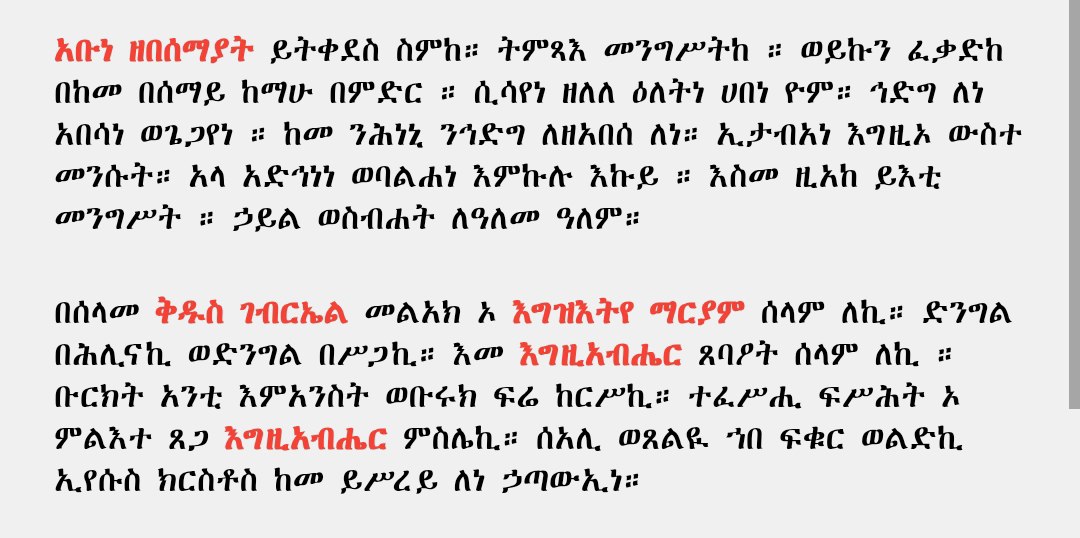 አቡነ ዘበሰማያት ይትቀደስ ስምከ። ትምጻእ መንግሥትከ ። ወይኩን ፈቃድከ
በከመ በሰማይ ከማሁ በምድር ። ሲሳየነ ዘለለ ዕለትነ ሀበነ ዮም። ኅድግ ለነ
አበሳነ ወጌጋየነ ። ከመ ንሕነኒ ንኅድግ ለዘአበሰ ለነ። ኢታብአነ እግዚኦ ውስተ
መንሱት። አላ አድኅነነ ወባልሐነ እምኩሉ እኩይ ። እስመ ዚአከ ይእቲ
መንግሥት ። ኃይል ወስብሐት ለዓለመ ዓለም።
በሰላመ ቅዱስ ገብርኤል መልአክ ኦ እግዝእትየ ማርያም ሰላም ለኪ። ድንግል
በሕሊናኪ ወድንግል በሥጋኪ። እመ እግዚአብሔር ጸባዖት ሰላም ለኪ ።
ቡርክት አንቲ እምአንስት ወቡሩክ ፍሬ ከርሥኪ። ተፈሥሒ ፍሥሕት ኦ
ምልእተ ጸጋ እግዚአብሔር ምስሌኪ። ሰአሊ ወጸልዪ ኀበ ፍቁር ወልድኪ
ኢየሱስ ክርስቶስ ከመ ይሥረይ ለነ ኃጣውኢነ።